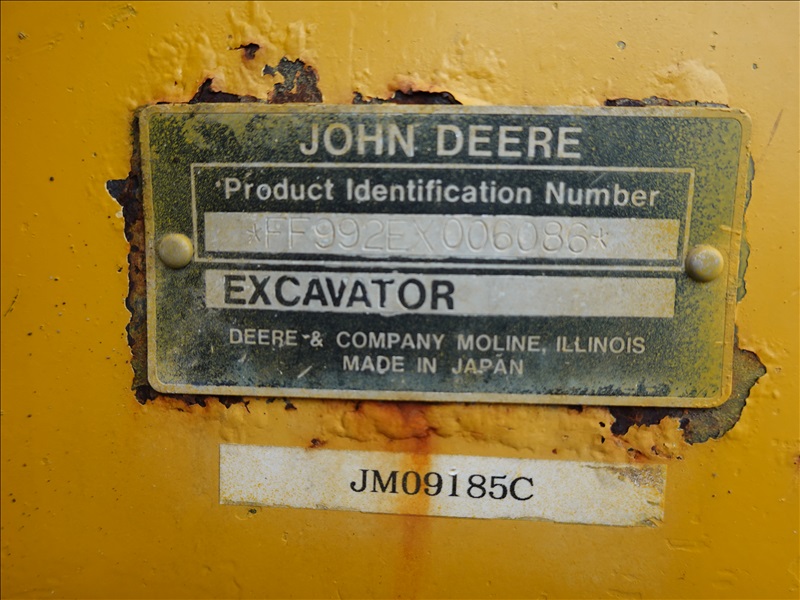 JOHN DEERE
Product Identification Number
*FF992EX006086*
EXCAVATOR
DEERE & COMPANY MOLINE, ILLINOIS
MADE IN JAPAN
JM09185C